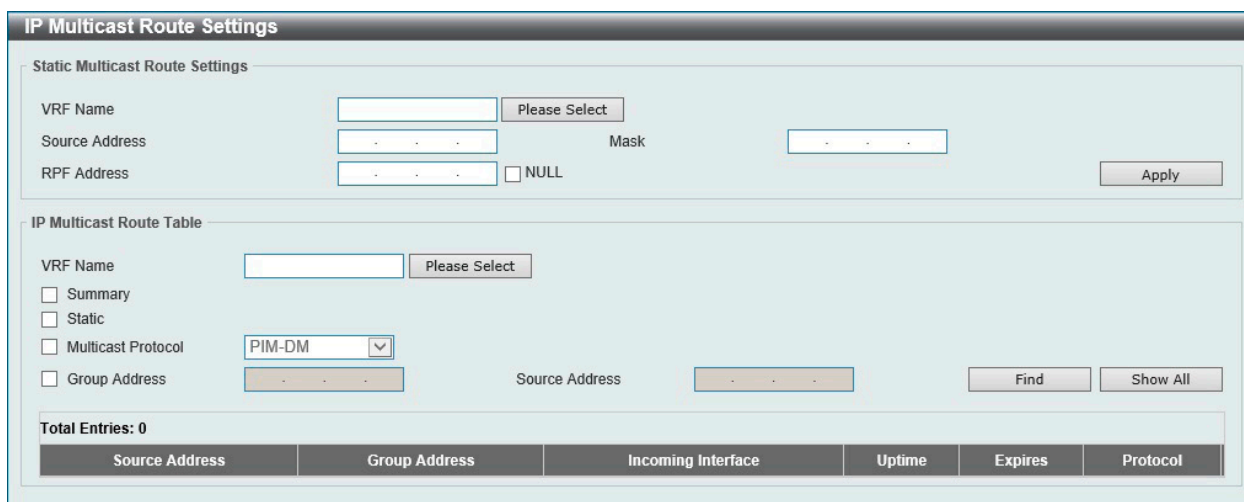 IP Multicast Route Settings
Static Multicast Route Settings
VRF Name Please Select
Source Address . . . Mask . . .
RPF Address . . . NULL Apply
IP Multicast Route Table
VRF Name Please Select
Summary
Static
Multicast Protocol PIM-DM
Group Address . . . Source Address . . . Find Show All
Total Entries: 0
Source Address Group Address Incoming Interface Uptime Expires Protocol